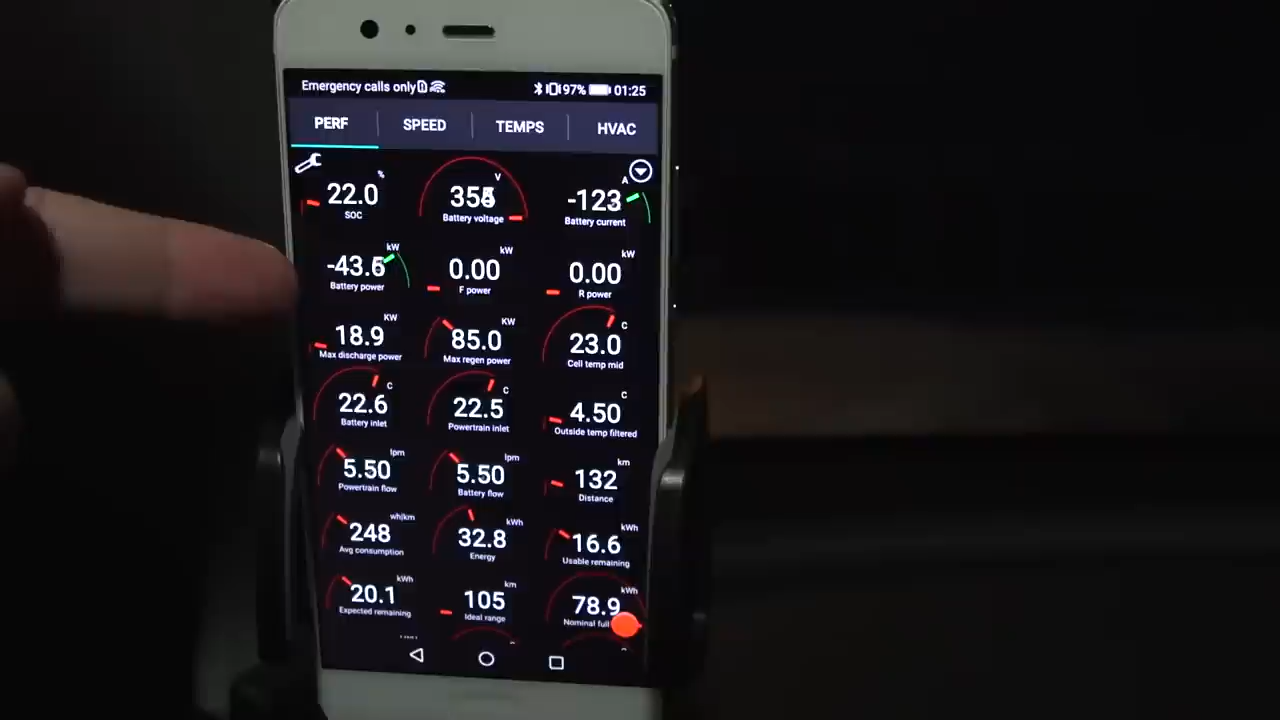 Emergency calls only 97% 01:25
PERF SPEED TEMPS HVAC
% V A
22.0 -123
SOC Battery voltage Battery current
kW kW kW
-43.6 0.00 0.00
Battery power F power R power
KW KW C
18.9 85.0 23.0
Max discharge power Max regen power Cell temp mid
C C C
22.6 22.5 4.50
Battery inlet Powertrain inlet Outside temp filtered
lpm lpm km
5.50 5.50 132
Powertrain flow Battery flow Distance
wh|km kWh kWh
248 32.8 16.6
Avg consumption Energy Usable remaining
kWh km kWh
20.1 105 78.9
Expected remaining Ideal range Nominal full